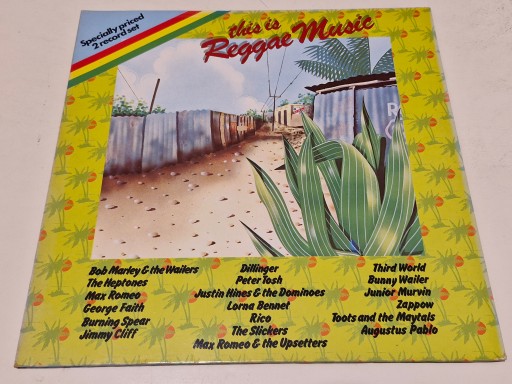 Specially priced
2 record set
this is
Reggae Music
Bob Marley & the Wailers
The Heptones
Max Romeo
George Faith
Burning Spear
Jimmy Cliff
Dillinger
Peter Tosh
Justin Hines & the Dominoes
Lorna Bennet
Rico
The Slickers
Max Romeo & the Upsetters
Third World
Bunny Wailer
Junior Murvin
Zappow
Toots and the Maytals
Augustus Pablo